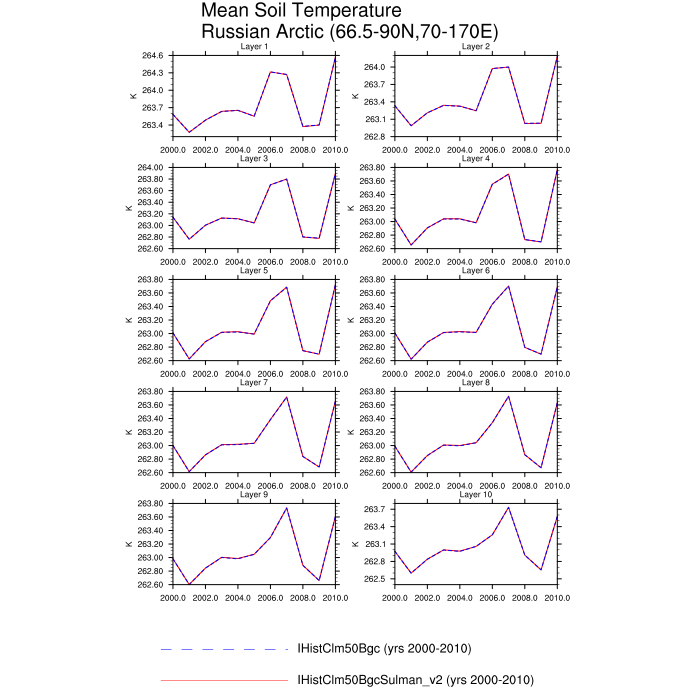 Mean Soil Temperature
Russian Arctic (66.5-90N,70-170E)
Layer 1
264.6
264.3
264.0
263.7
263.4
K
2000.0 2002.0 2004.0 2006.0 2008.0 2010.0
Layer 2
264.0
263.7
263.4
263.1
262.8
K
2000.0 2002.0 2004.0 2006.0 2008.0 2010.0
Layer 3
264.00
263.80
263.60
263.40
263.20
263.00
262.80
262.60
K
2000.0 2002.0 2004.0 2006.0 2008.0 2010.0
Layer 4
263.80
263.60
263.40
263.20
263.00
262.80
262.60
K
2000.0 2002.0 2004.0 2006.0 2008.0 2010.0
Layer 5
263.80
263.60
263.40
263.20
263.00
262.80
262.60
K
2000.0 2002.0 2004.0 2006.0 2008.0 2010.0
Layer 6
263.80
263.60
263.40
263.20
263.00
262.80
262.60
K
2000.0 2002.0 2004.0 2006.0 2008.0 2010.0
Layer 7
263.80
263.60
263.40
263.20
263.00
262.80
262.60
K
2000.0 2002.0 2004.0 2006.0 2008.0 2010.0
Layer 8
263.80
263.60
263.40
263.20
263.00
262.80
262.60
K
2000.0 2002.0 2004.0 2006.0 2008.0 2010.0
Layer 9
263.80
263.60
263.40
263.20
263.00
262.80
262.60
K
2000.0 2002.0 2004.0 2006.0 2008.0 2010.0
Layer 10
263.7
263.4
263.1
262.8
262.5
K
2000.0 2002.0 2004.0 2006.0 2008.0 2010.0
IHistClm50Bgc (yrs 2000-2010)
IHistClm50BgcSulman_v2 (yrs 2000-2010)